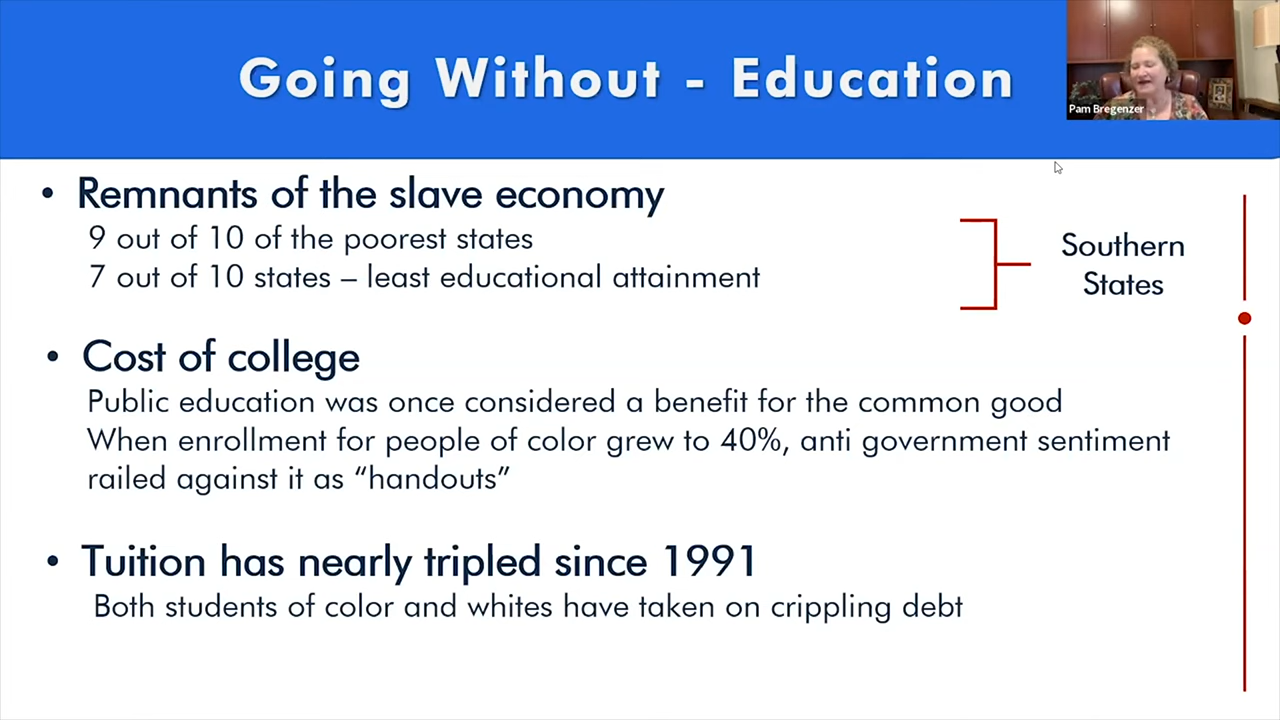 Going Without - Education
Pam Bregenzer
• Remnants of the slave economy
9 out of 10 of the poorest states
7 out of 10 states – least educational attainment
Southern
States
• Cost of college
Public education was once considered a benefit for the common good
When enrollment for people of color grew to 40%, anti government sentiment
railed against it as “handouts”
• Tuition has nearly tripled since 1991
Both students of color and whites have taken on crippling debt